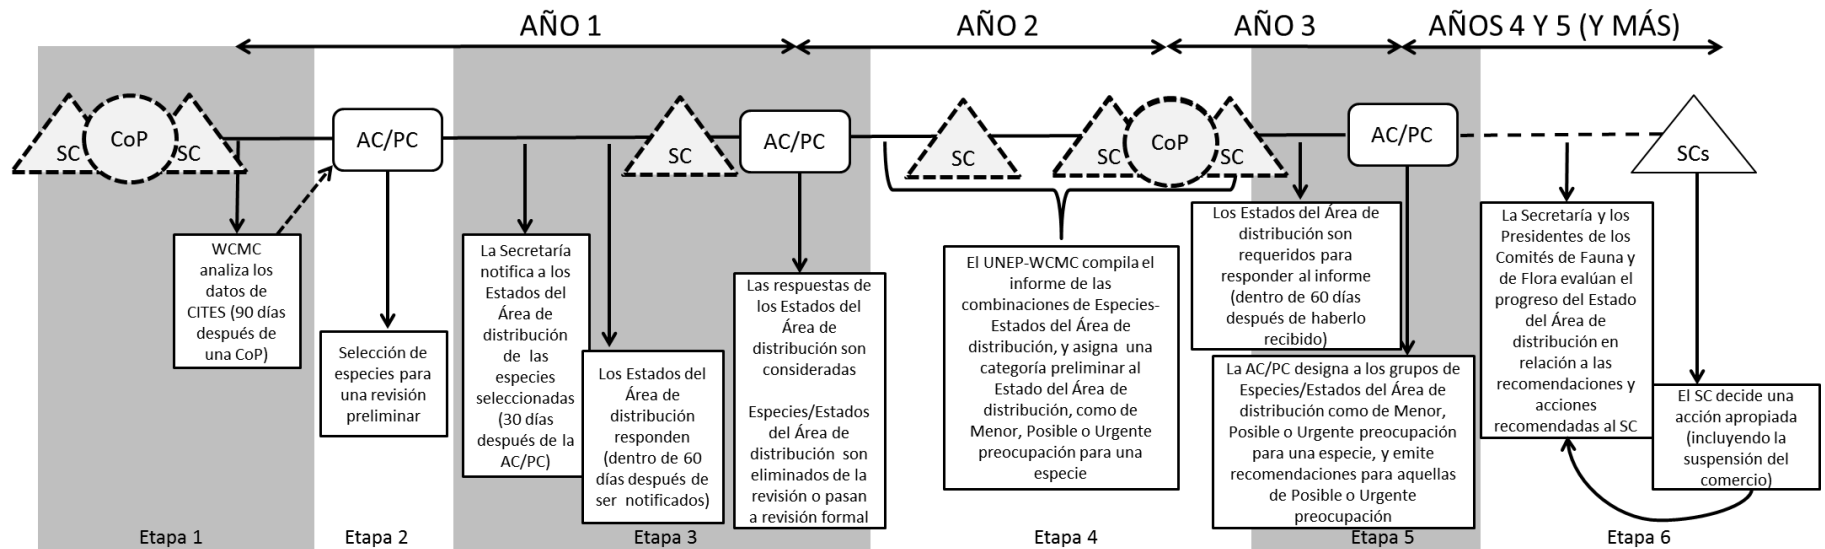 AÑO 1
AÑO 2
AÑO 3
AÑOS 4 Y 5 (Y MÁS)
SC
CoP
SC
AC/PC
SC
AC/PC
SC
SC
CoP
SC
AC/PC
SCs
WCMC
analiza los
datos de
CITES (90 días
después de
una CoP)
Selección de
especies para
una revisión
preliminar
La Secretaría
notifica a los
Estados del
Área de
distribución
de las
especies
seleccionadas
(30 días
después de la
AC/PC)
Los Estados del
Área de
distribución
responden
(dentro de 60
días después de
ser notificados)
Las respuestas de
los Estados del
Área de
distribución son
consideradas
Especies/Estados
del Área de
distribución son
eliminados de la
revisión o pasan
a revisión formal
El UNEP-WCMC compila el
informe de las
combinaciones de Especies-
Estados del Área de
distribución, y asigna una
categoría preliminar al
Estado del Área de
distribución, como de
Menor, Posible o Urgente
preocupación para una
especie
Los Estados del Área de
distribución son
requeridos para
responder al informe
(dentro de 60 días
después de haberlo
recibido)
La AC/PC designa a los grupos de
Especies/Estados del Área de
distribución como de Menor,
Posible o Urgente preocupación
para una especie, y emite
recomendaciones para aquellas
de Posible o Urgente
preocupación
La Secretaría y los
Presidentes de los
Comités de Fauna y
de Flora evalúan el
progreso del Estado
del Área de
distribución en
relación a las
recomendaciones y
acciones
recomendadas al SC
El SC decide una
acción apropiada
(incluyendo la
suspensión del
comercio)
Etapa 1
Etapa 2
Etapa 3
Etapa 4
Etapa 5
Etapa 6